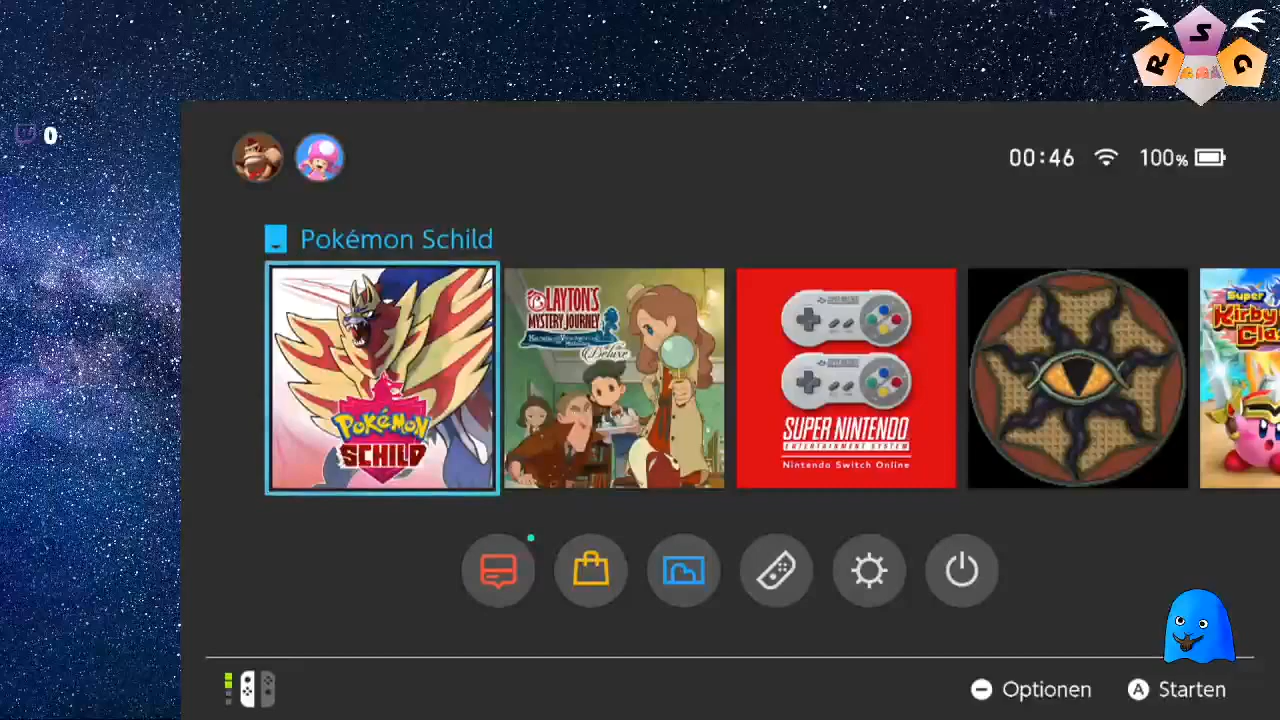 S
R
G
0
00:46
100%
Pokémon Schild
POKÉMON
SCHILD
LAYTON'S
MYSTERY JOURNEY
Deluxe
SUPER NINTENDO
ENTERTAINMENT SYSTEM
Nintendo Switch Online
Super
Kirby
Cla
Optionen
A
Starten